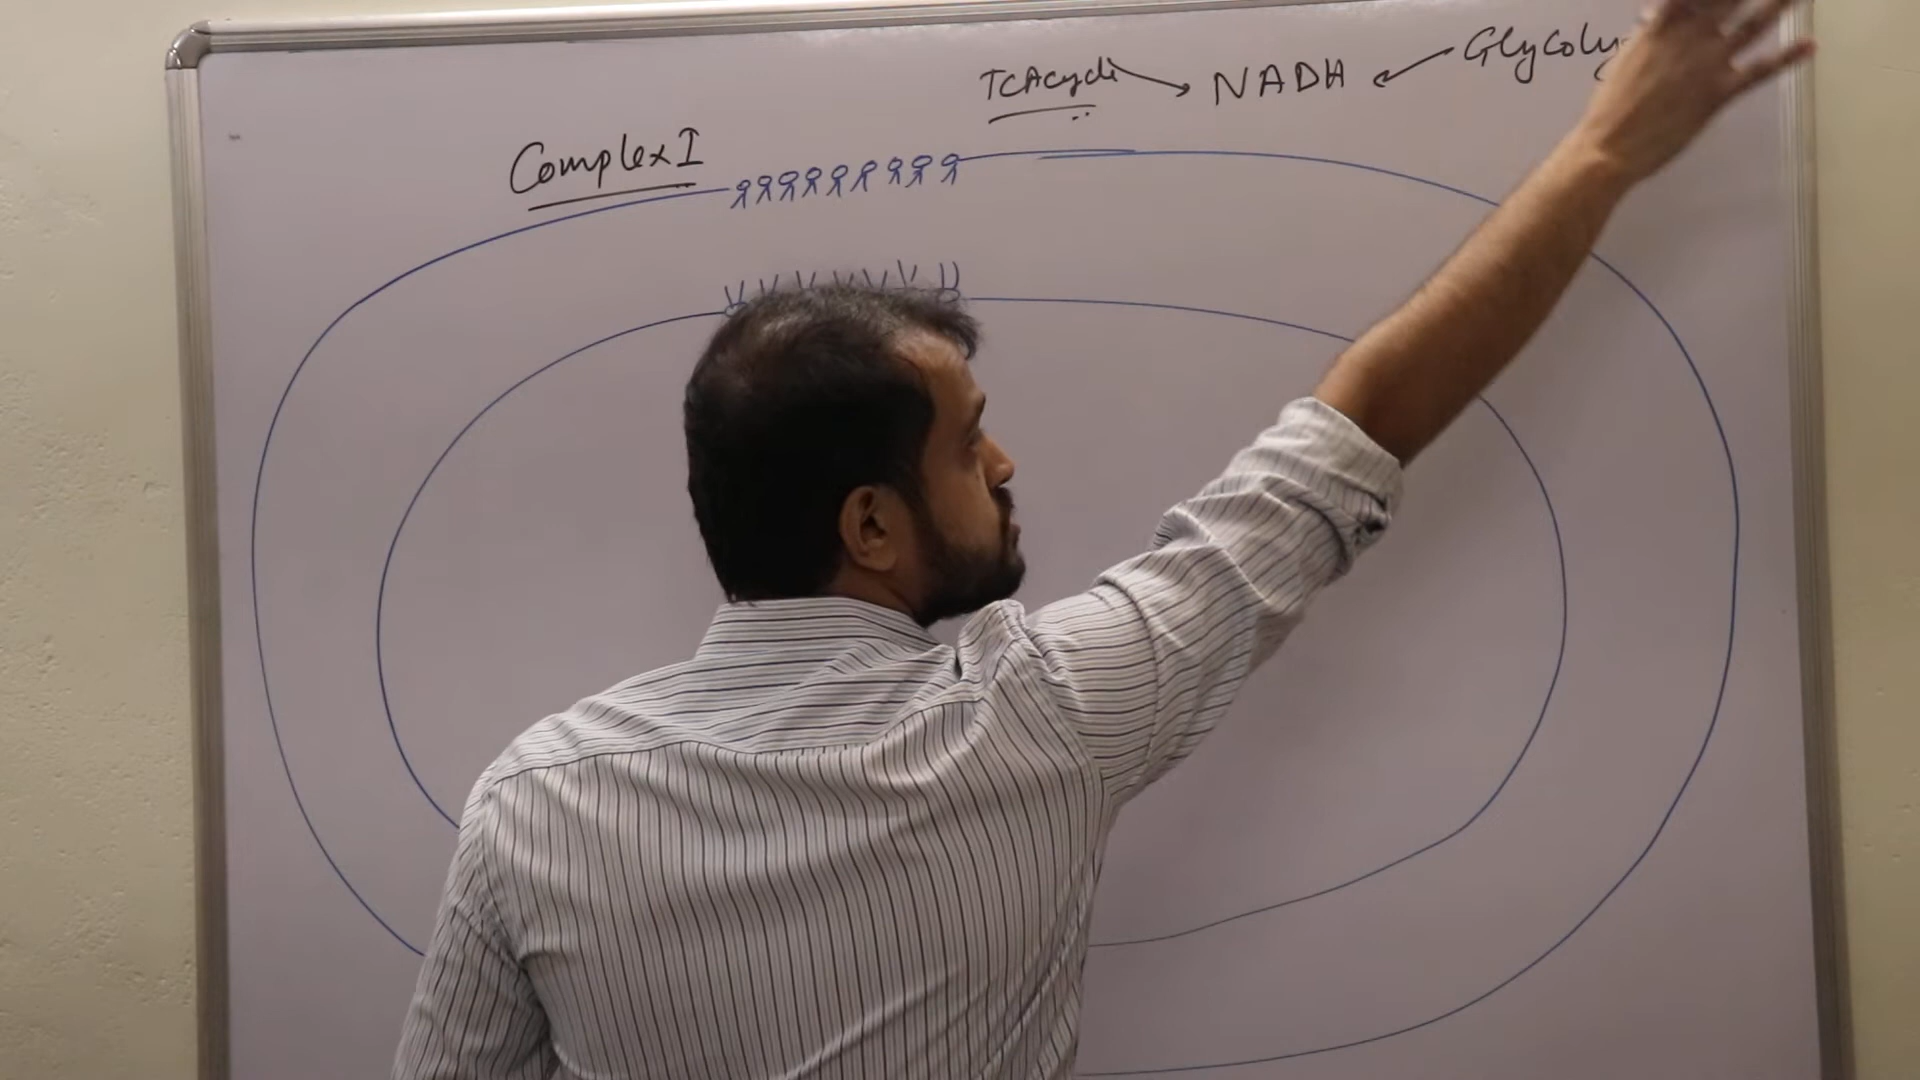 TCAcycle → NADH ← Glycoly
Complex I